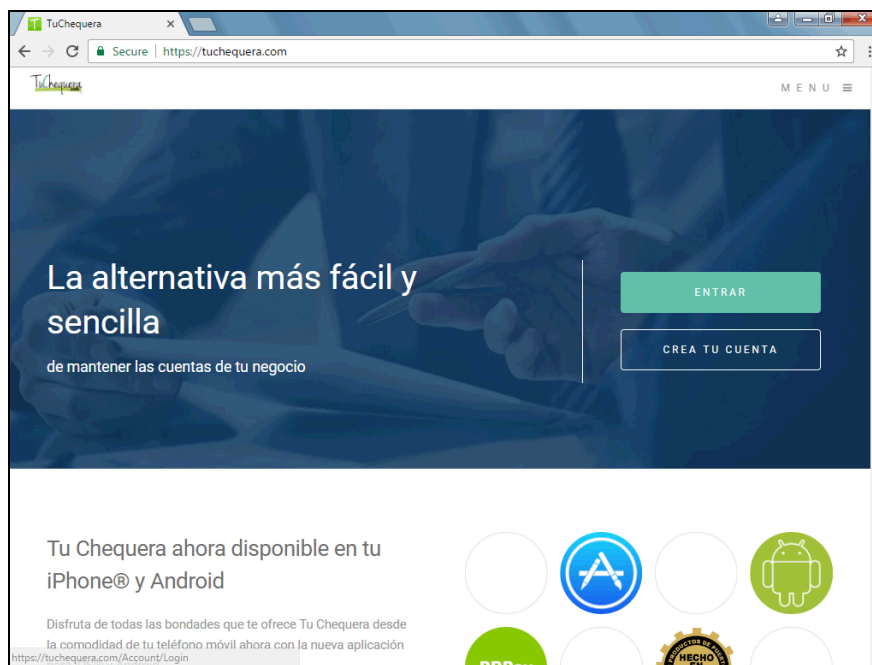 TuChequera
Secure | https://tuchequera.com
TuChequera
MENU
La alternativa más fácil y
sencilla
de mantener las cuentas de tu negocio
ENTRAR
CREA TU CUENTA
Tu Chequera ahora disponible en tu
iPhone® y Android
Disfruta de todas las bondades que te ofrece Tu Chequera desde
la comodidad de tu teléfono móvil ahora con la nueva aplicación
https://tuchequera.com/Account/Login
PRODUCTOS DE
HECHO
EN